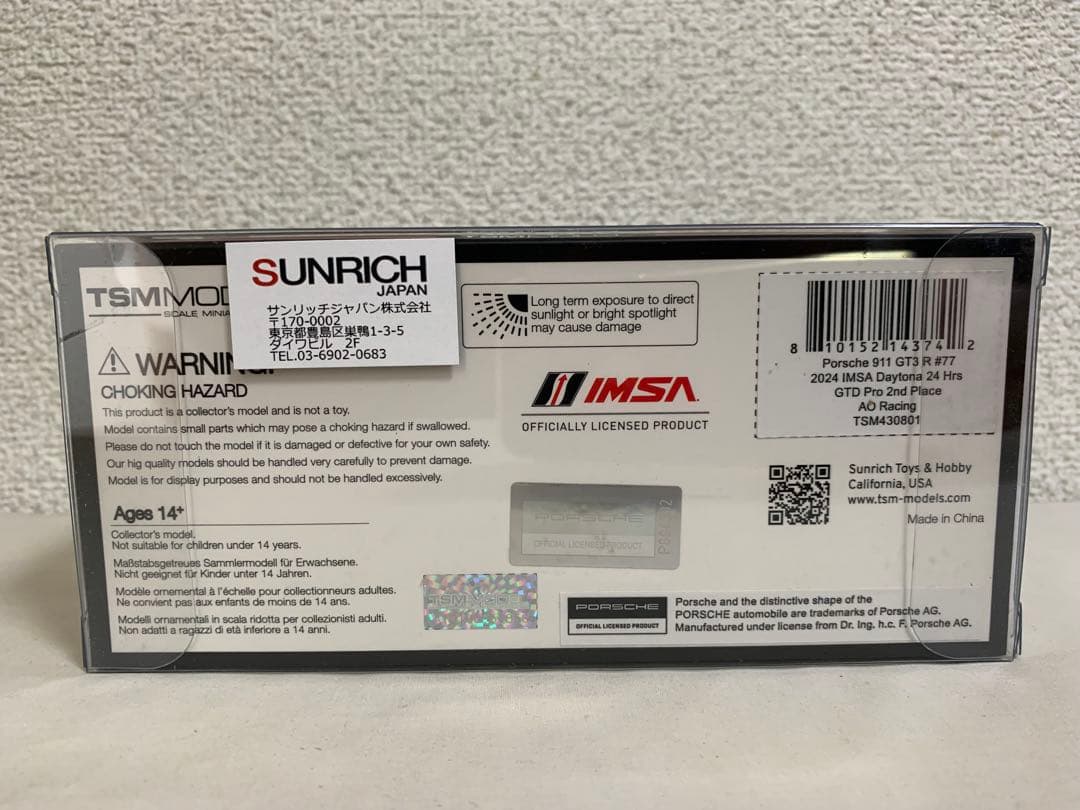 TSMMOD
SCALE MINIA
SUNRICH
JAPAN
サンリッチジャパン株式会社
〒170-0002
東京都豊島区巣鴨1-3-5
ダイワビル 2F
TEL.03-6902-0683
Long term exposure to direct
sunlight or bright spotlight
may cause damage
8 10152 14374 2
Porsche 911 GT3 R #77
2024 IMSA Daytona 24 Hrs
GTD Pro 2nd Place
AO Racing
TSM430801
WARNING:
CHOKING HAZARD
This product is a collector's model and is not a toy.
Model contains small parts which may pose a choking hazard if swallowed.
Please do not touch the model if it is damaged or defective for your own safety.
Our hig quality models should be handled very carefully to prevent damage.
Model is for display purposes and should not be handled excessively.
IMSA
OFFICIALLY LICENSED PRODUCT
Sunrich Toys & Hobby
California, USA
www.tsm-models.com
Made in China
Ages 14+
Collector's model.
Not suitable for children under 14 years.
Maßstabsgetreues Sammlermodell für Erwachsene.
Nicht geeignet für Kinder unter 14 Jahren.
Modèle ornemental à l'échelle pour collectionneurs adultes.
Ne convient pas aux enfants de moins de 14 ans.
Modelli ornamentali in scala ridotta per collezionisti adulti.
Non adatti a ragazzi di età inferiore a 14 anni.
PORSCHE
OFFICIAL LICENSED PRODUCT
PORSCHE
OFFICIAL LICENSED PRODUCT
Porsche and the distinctive shape of the
PORSCHE automobile are trademarks of Porsche AG.
Manufactured under license from Dr. Ing. h.c. F. Porsche AG.